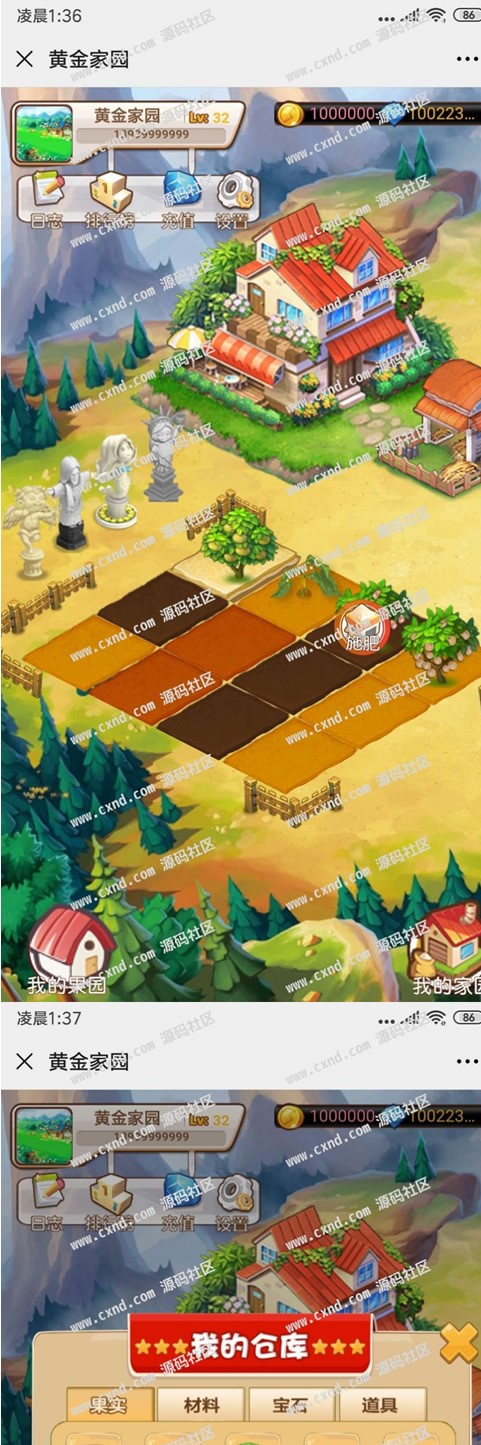 凌晨1:36
86
黄金家园
黄金家园 Lv: 32
13939999999
1000000
100223...
日志 排行榜 充值 设置
施肥
我的果园
我的家园
凌晨1:37
86
黄金家园
黄金家园 Lv: 32
1000000
100223...
日志 排行榜 充值 设置
我的仓库
果实 材料 宝石 道具
www.cxnd.com 源码社区